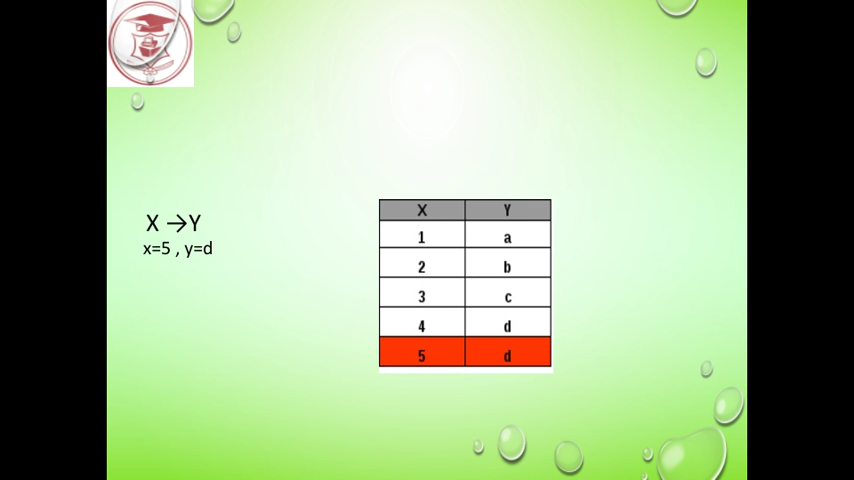 X →Y
x=5 , y=d
X Y
1 a
2 b
3 c
4 d
5 d